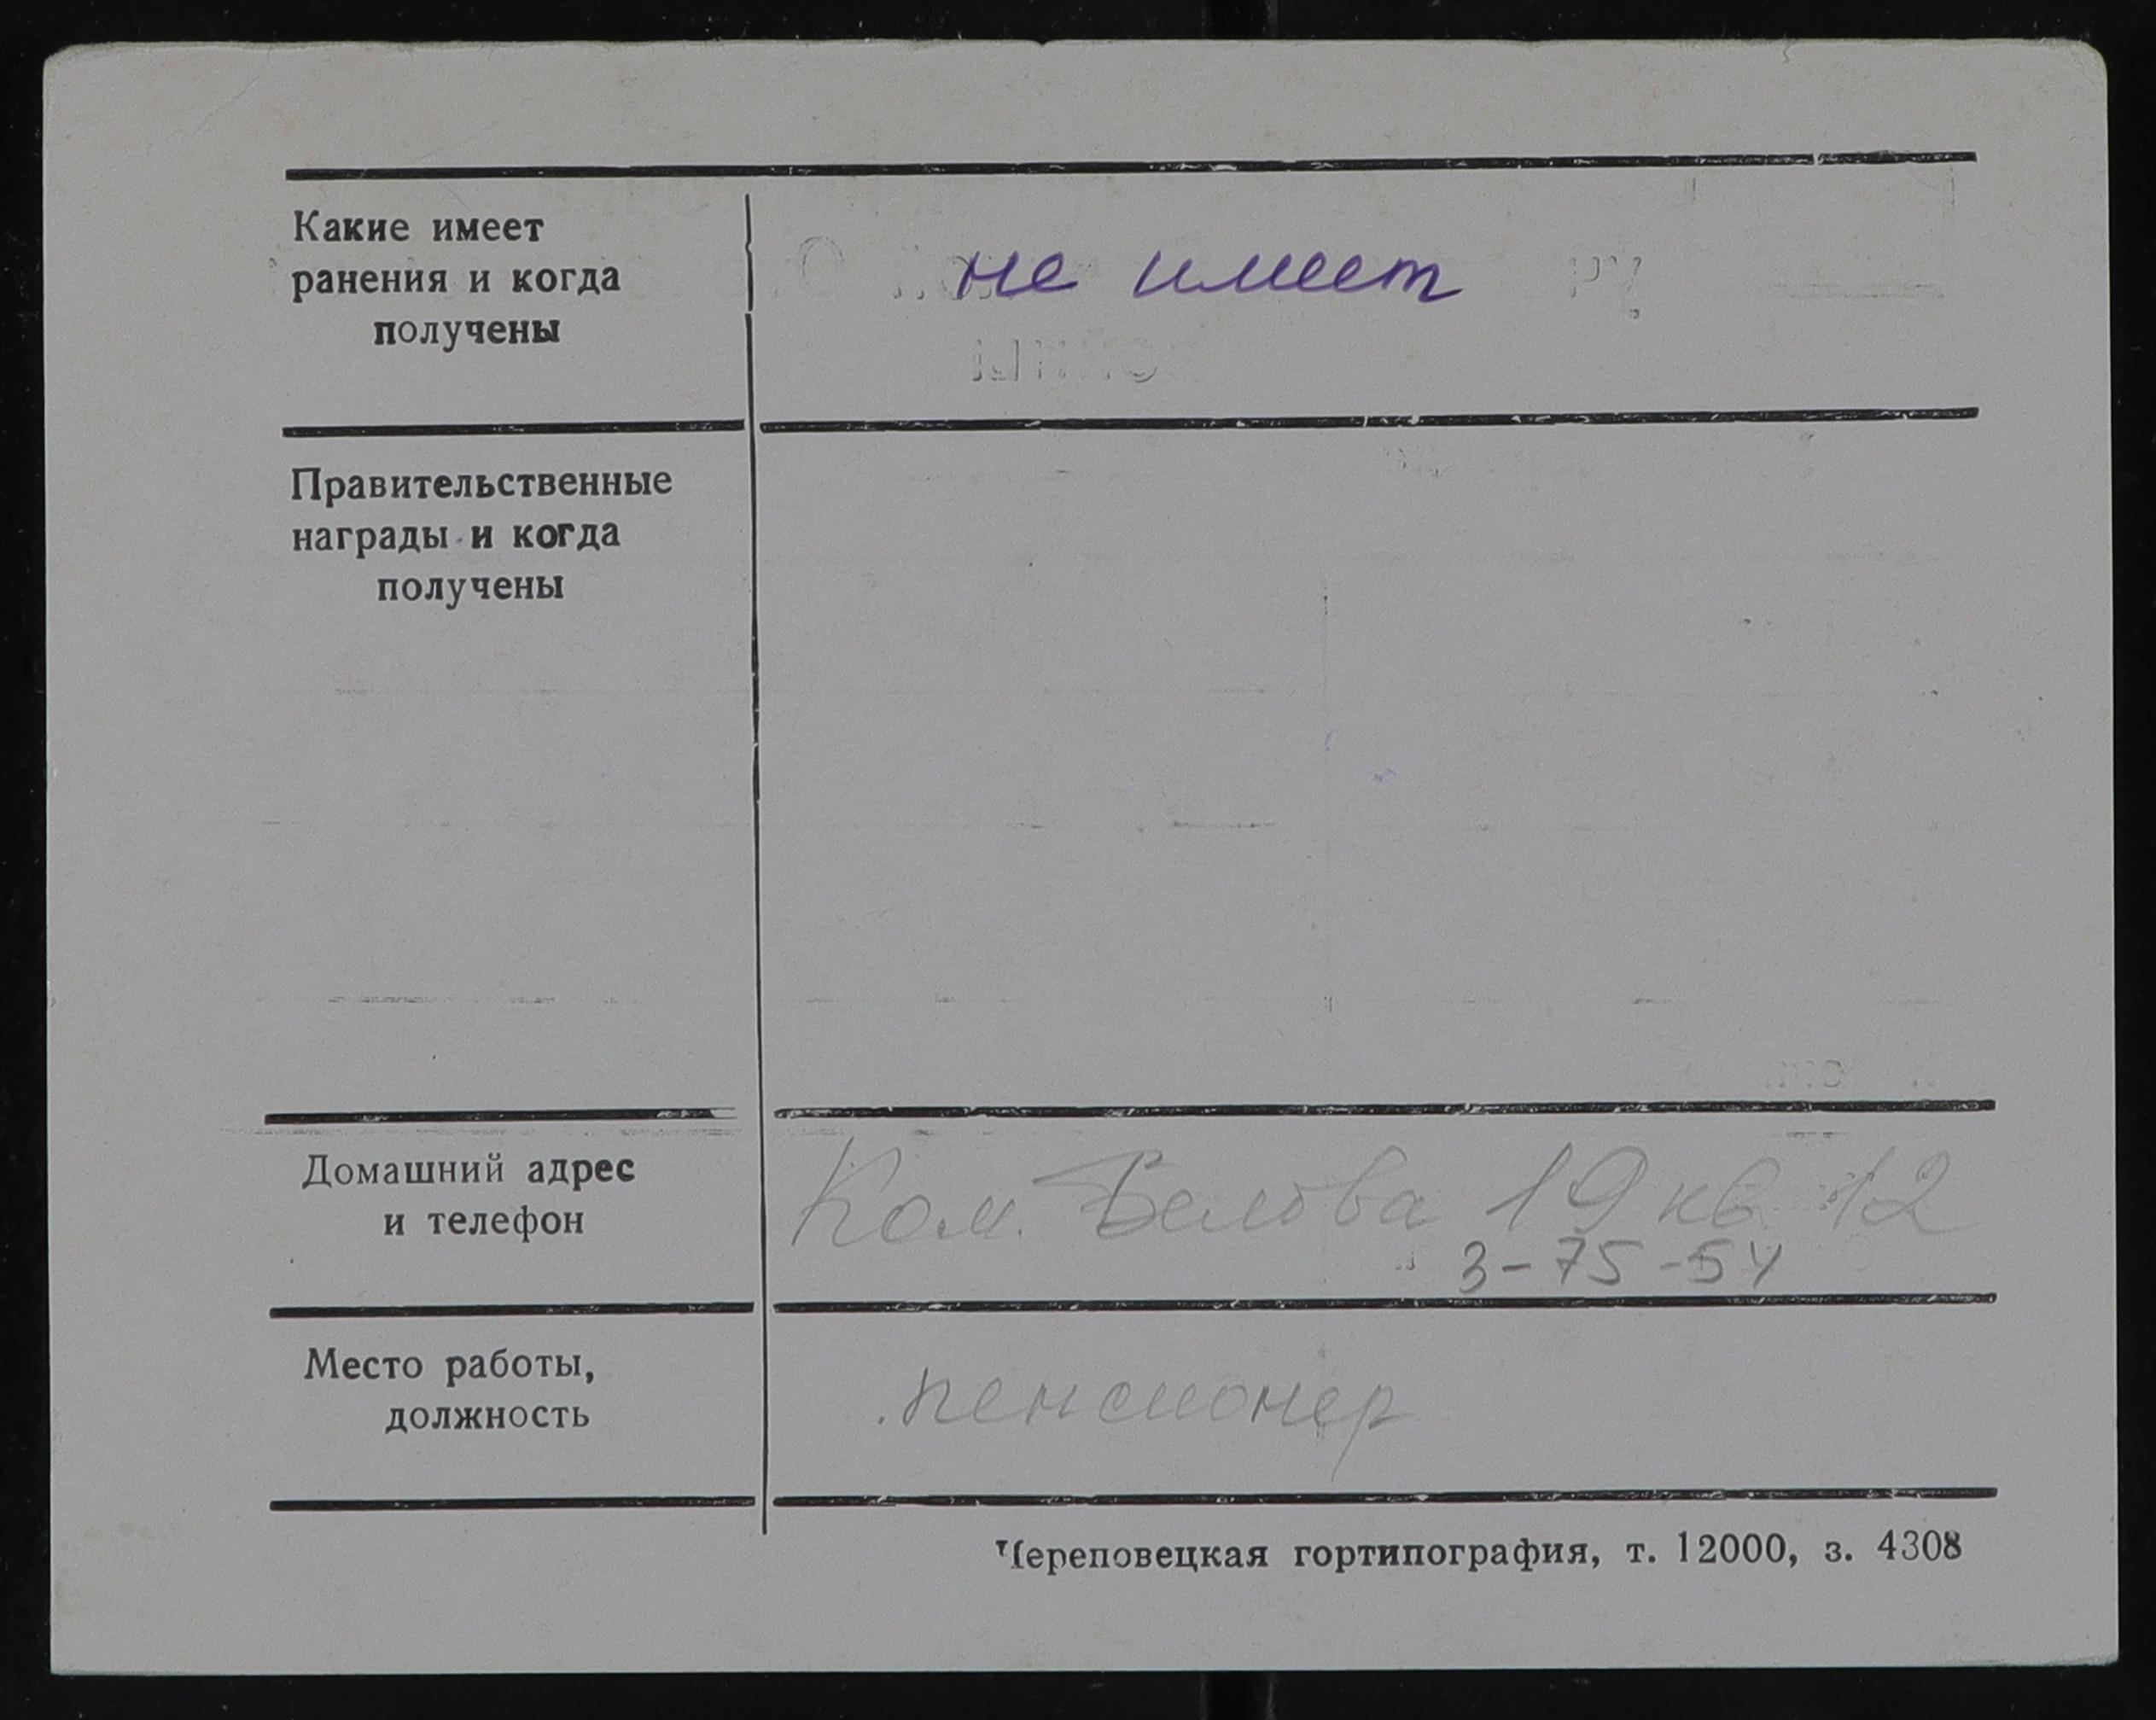 Какие имеет
ранения и когда
получены
не имеет
Правительственные
награды и когда
получены
Домашний адрес
и телефон
Ком. Белова 19 кв 12
3-75-54
Место работы,
должность
пенсионер
Череповецкая гортипография, т. 12000, з. 4308